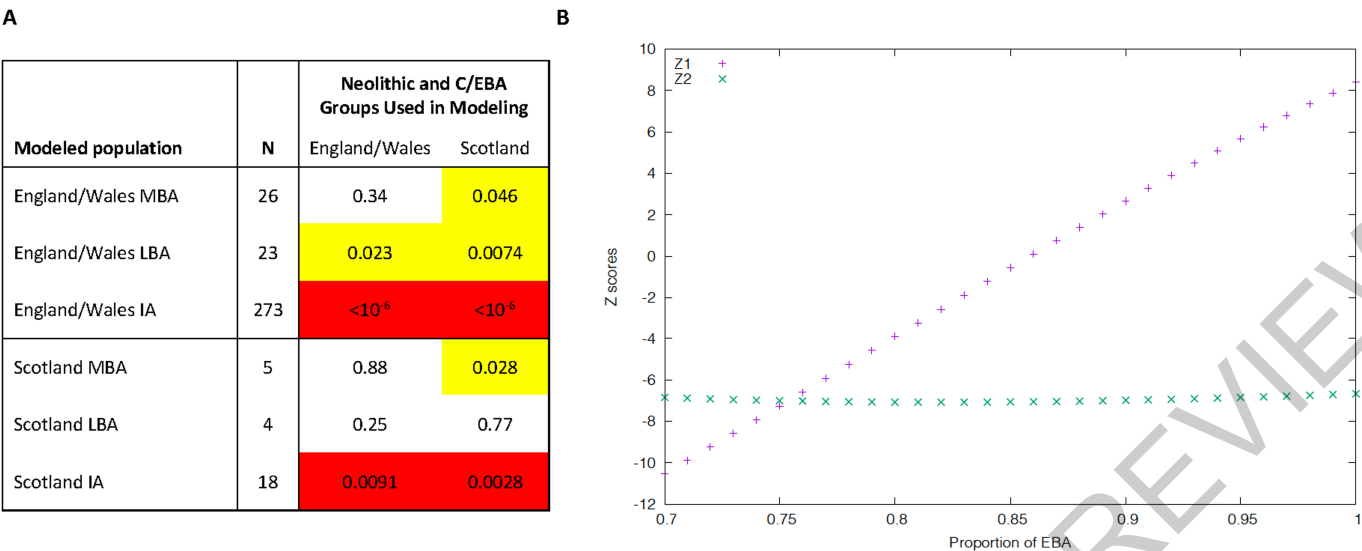 A
Neolithic and C/EBA
Groups Used in Modeling
Modeled population N England/Wales Scotland
England/Wales MBA 26 0.34 0.046
England/Wales LBA 23 0.023 0.0074
England/Wales IA 273 <10⁻⁶ <10⁻⁶
Scotland MBA 5 0.88 0.028
Scotland LBA 4 0.25 0.77
Scotland IA 18 0.0091 0.0028
B
Z1
Z2
10
8
6
4
2
0
-2
-4
-6
-8
-10
-12
Z scores
0.7 0.75 0.8 0.85 0.9 0.95 1
Proportion of EBA
REVIEW